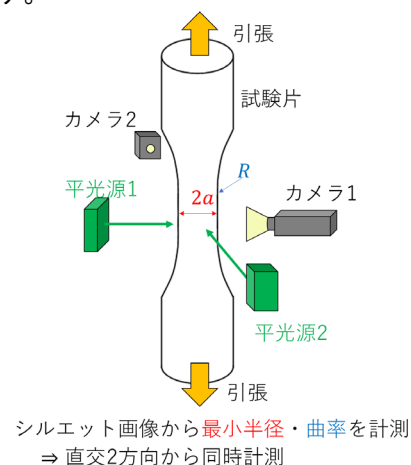 引張
試験片
カメラ2
R
カメラ1
平光源1
2a
平光源2
引張
シルエット画像から最小半径・曲率を計測
⇒ 直交2方向から同時計測